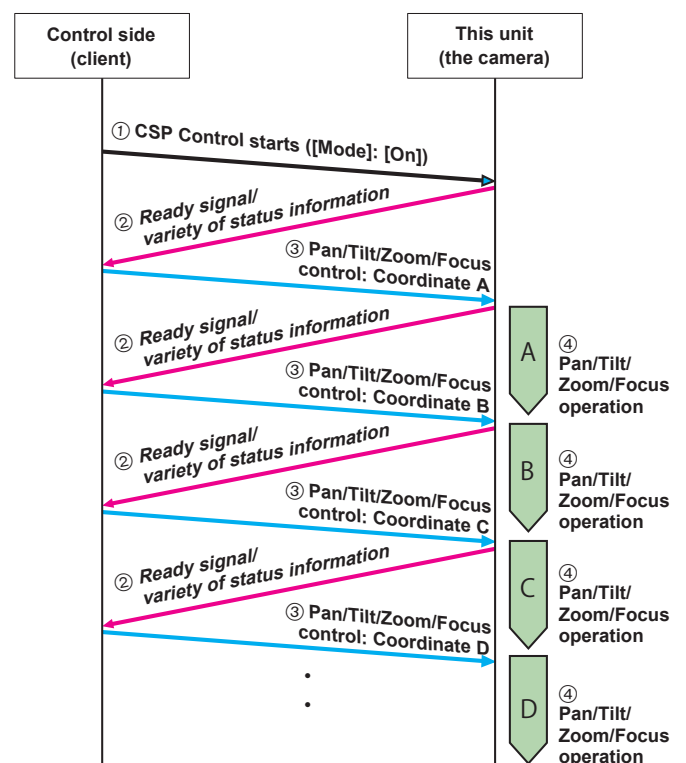 Control side
(client)
This unit
(the camera)
① CSP Control starts ([Mode]: [On])
② Ready signal/
variety of status information
③ Pan/Tilt/Zoom/Focus
control: Coordinate A
A
④
Pan/Tilt/
Zoom/Focus
operation
② Ready signal/
variety of status information
③ Pan/Tilt/Zoom/Focus
control: Coordinate B
B
④
Pan/Tilt/
Zoom/Focus
operation
② Ready signal/
variety of status information
③ Pan/Tilt/Zoom/Focus
control: Coordinate C
C
④
Pan/Tilt/
Zoom/Focus
operation
② Ready signal/
variety of status information
③ Pan/Tilt/Zoom/Focus
control: Coordinate D
D
④
Pan/Tilt/
Zoom/Focus
operation